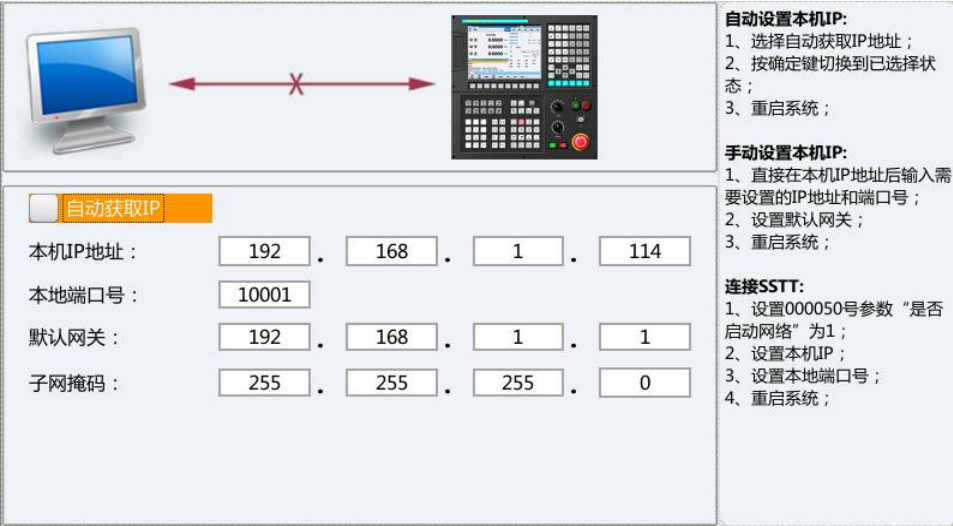 自动获取IP
本机IP地址：
192 . 168 . 1 . 114
本地端口号：
10001
默认网关：
192 . 168 . 1 . 1
子网掩码：
255 . 255 . 255 . 0
自动设置本机IP:
1、选择自动获取IP地址；
2、按确定键切换到已选择状
态；
3、重启系统；
手动设置本机IP:
1、直接在本机IP地址后输入需
要设置的IP地址和端口号；
2、设置默认网关；
3、重启系统；
连接SSTT:
1、设置000050号参数“是否
启动网络”为1；
2、设置本机IP；
3、设置本地端口号；
4、重启系统；